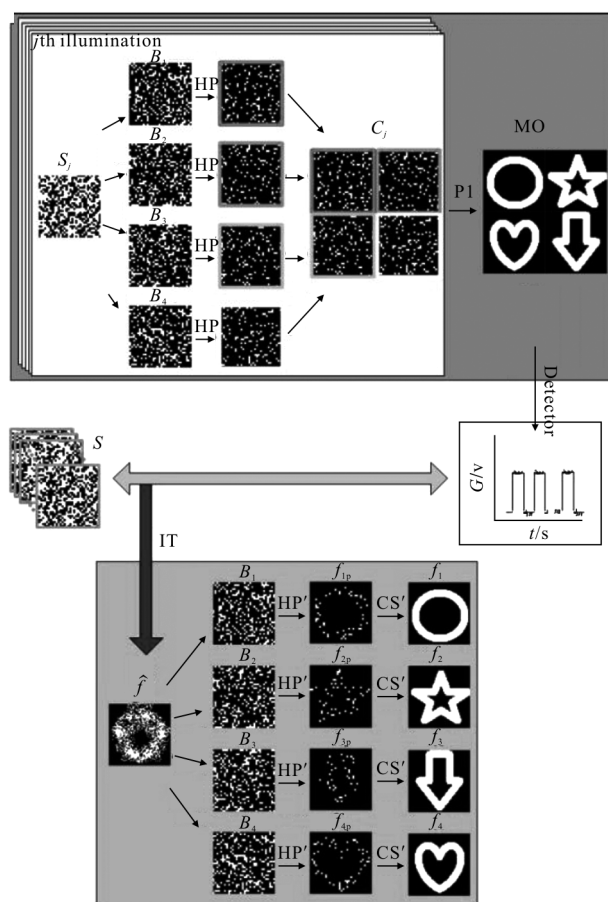 jth illumination
B₁
HP
B₂
HP
Sⱼ
Cⱼ
MO
P1
B₃
HP
B₄
HP
Detector
S
G/v
t/s
IT
B₁ f₁ₚ f₁
HP′ CS′
B₂ f₂ₚ f₂
HP′ CS′
f̂
B₃ f₃ₚ f₃
HP′ CS′
B₄ f₄ₚ f₄
HP′ CS′